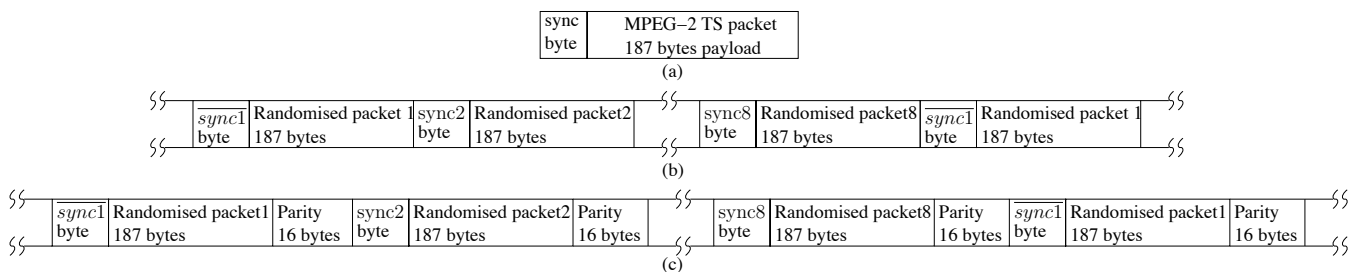 sync MPEG–2 TS packet
byte 187 bytes payload
(a)
sync1 Randomised packet 1 sync2 Randomised packet2 sync8 Randomised packet8 sync1 Randomised packet 1
byte 187 bytes byte 187 bytes byte 187 bytes byte 187 bytes
(b)
sync1 Randomised packet1 Parity sync2 Randomised packet2 Parity sync8 Randomised packet8 Parity sync1 Randomised packet1 Parity
byte 187 bytes 16 bytes byte 187 bytes 16 bytes byte 187 bytes 16 bytes byte 187 bytes 16 bytes
(c)